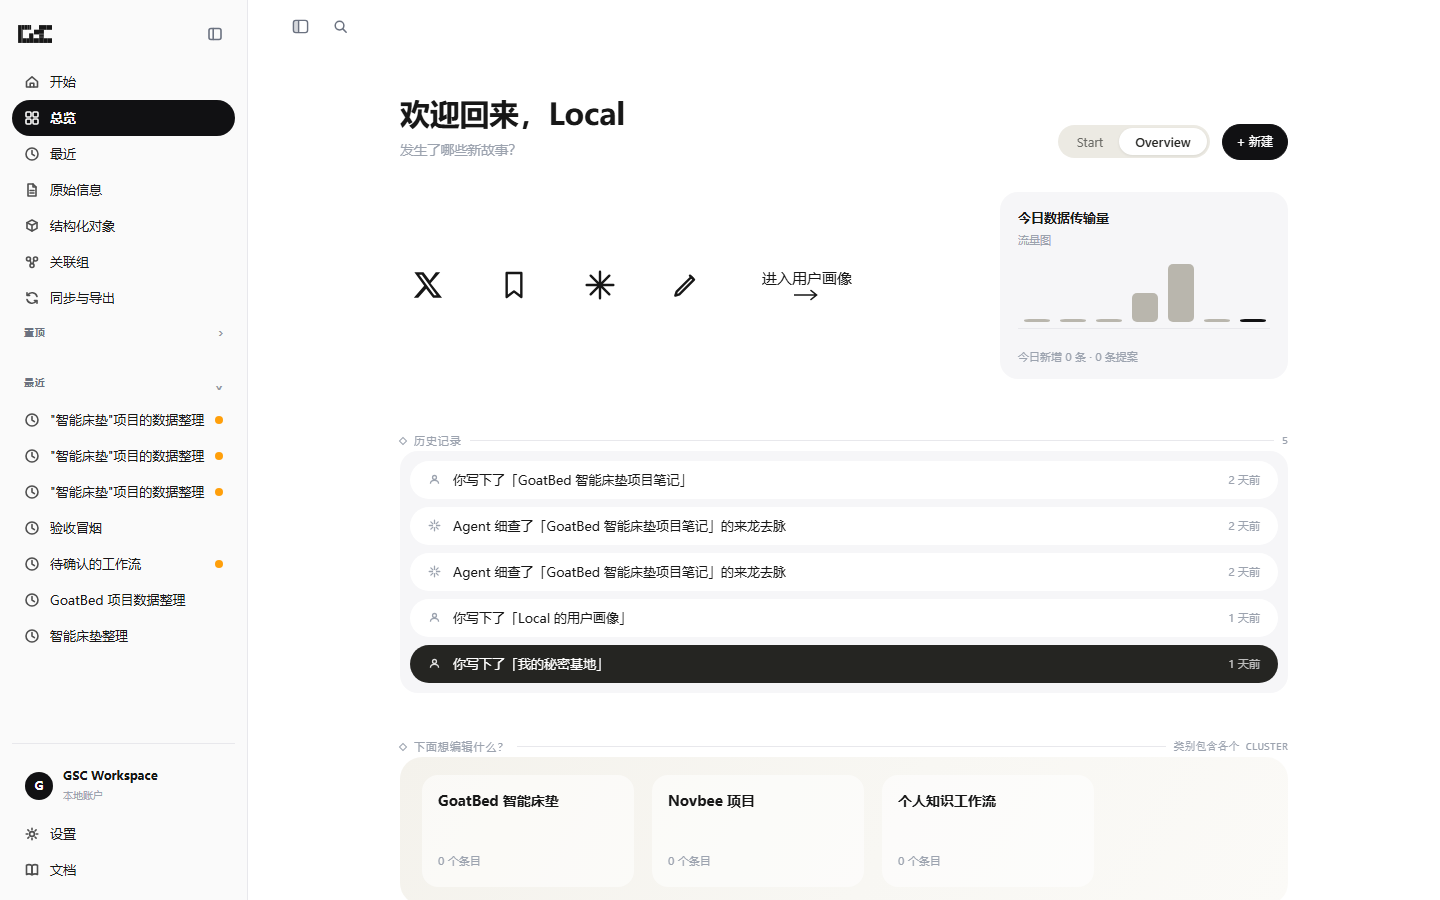 GSC
开始
总览
最近
原始信息
结构化对象
关联组
同步与导出
置顶
最近
"智能床垫"项目的数据整理
"智能床垫"项目的数据整理
"智能床垫"项目的数据整理
验收冒烟
待确认的工作流
GoatBed 项目数据整理
智能床垫整理
G
GSC Workspace
本地账户
设置
文档
欢迎回来，Local
发生了哪些新故事？
Start
Overview
+ 新建
进入用户画像
今日数据传输量
流量图
今日新增 0 条 · 0 条提案
历史记录
5
你写下了「GoatBed 智能床垫项目笔记」
2 天前
Agent 细查了「GoatBed 智能床垫项目笔记」的来龙去脉
2 天前
Agent 细查了「GoatBed 智能床垫项目笔记」的来龙去脉
2 天前
你写下了「Local 的用户画像」
1 天前
你写下了「我的秘密基地」
1 天前
下面想编辑什么？
类别包含各个 CLUSTER
GoatBed 智能床垫
0 个条目
Novbee 项目
0 个条目
个人知识工作流
0 个条目